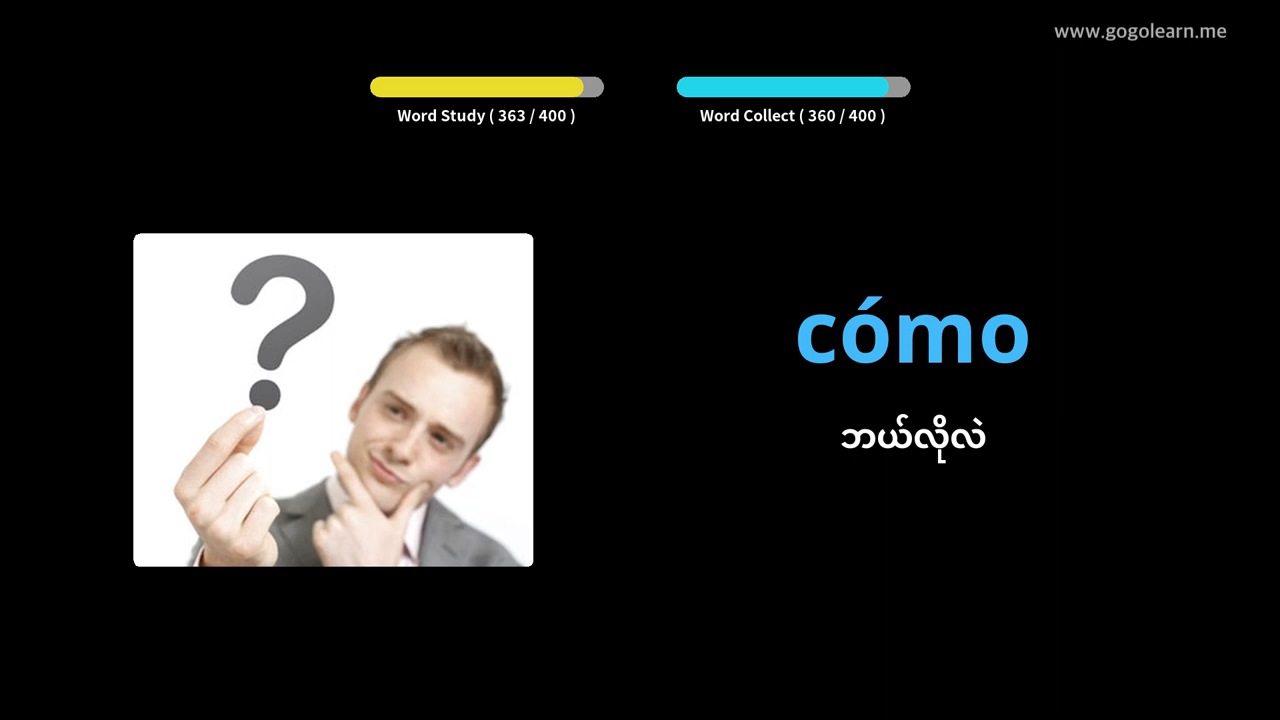 www.gogolearn.me
Word Study ( 363 / 400 )
Word Collect ( 360 / 400 )
?
cómo
ဘယ်လိုလဲ